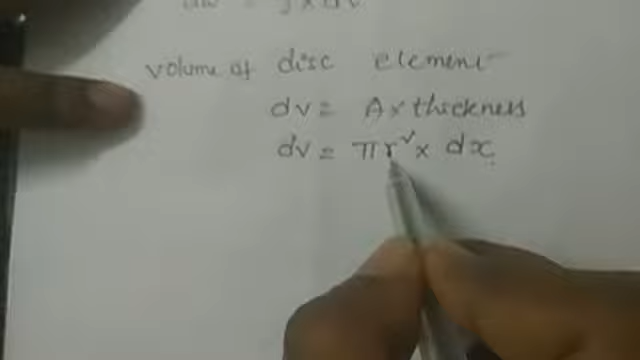 volume of disc element
dv = A x thickness
dv = πr² x dx